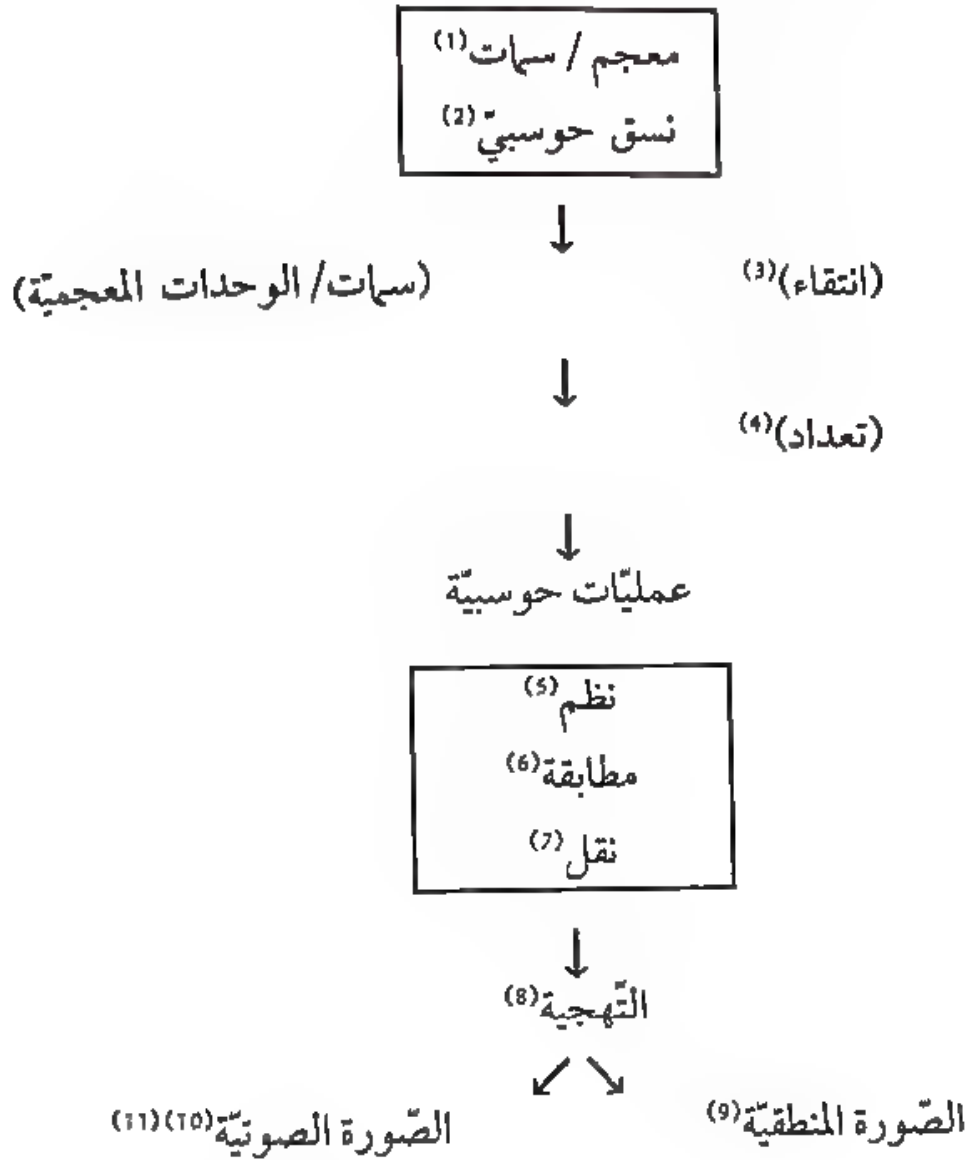 معجم / سمات(1)
نسق حوسبيّ(2)
(انتقاء)(3) (سمات/ الوحدات المعجميّة)
(تعداد)(4)
عمليّات حوسبيّة
نظم(5)
مطابقة(6)
نقل(7)
التّهجية(8)
الصّورة المنطقيّة(9) الصّورة الصوتيّة(10)(11)